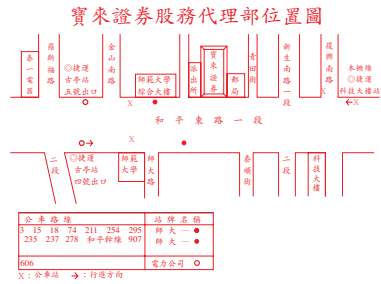 寶來證券股務代理部位置圖
泰一電器
羅斯福路
◎捷運
古亭站
五號出口
金山南路
師範大學
綜合大樓
派出所
寶來證券
郵局
青田街
新生南路一段
復興南路
木柵線
◎捷運
科技大樓站
X
X
←X
和平東路一段
X
二段
◎捷運
古亭站
四號出口
師範大學
師大路
泰順街
二段
科技大樓
公車路線 站牌名稱
3 15 18 74 211 254 295 師大—●
235 237 278 和平幹線 907 師大—●
606 電力公司 ○
X：公車站 →：行進方向